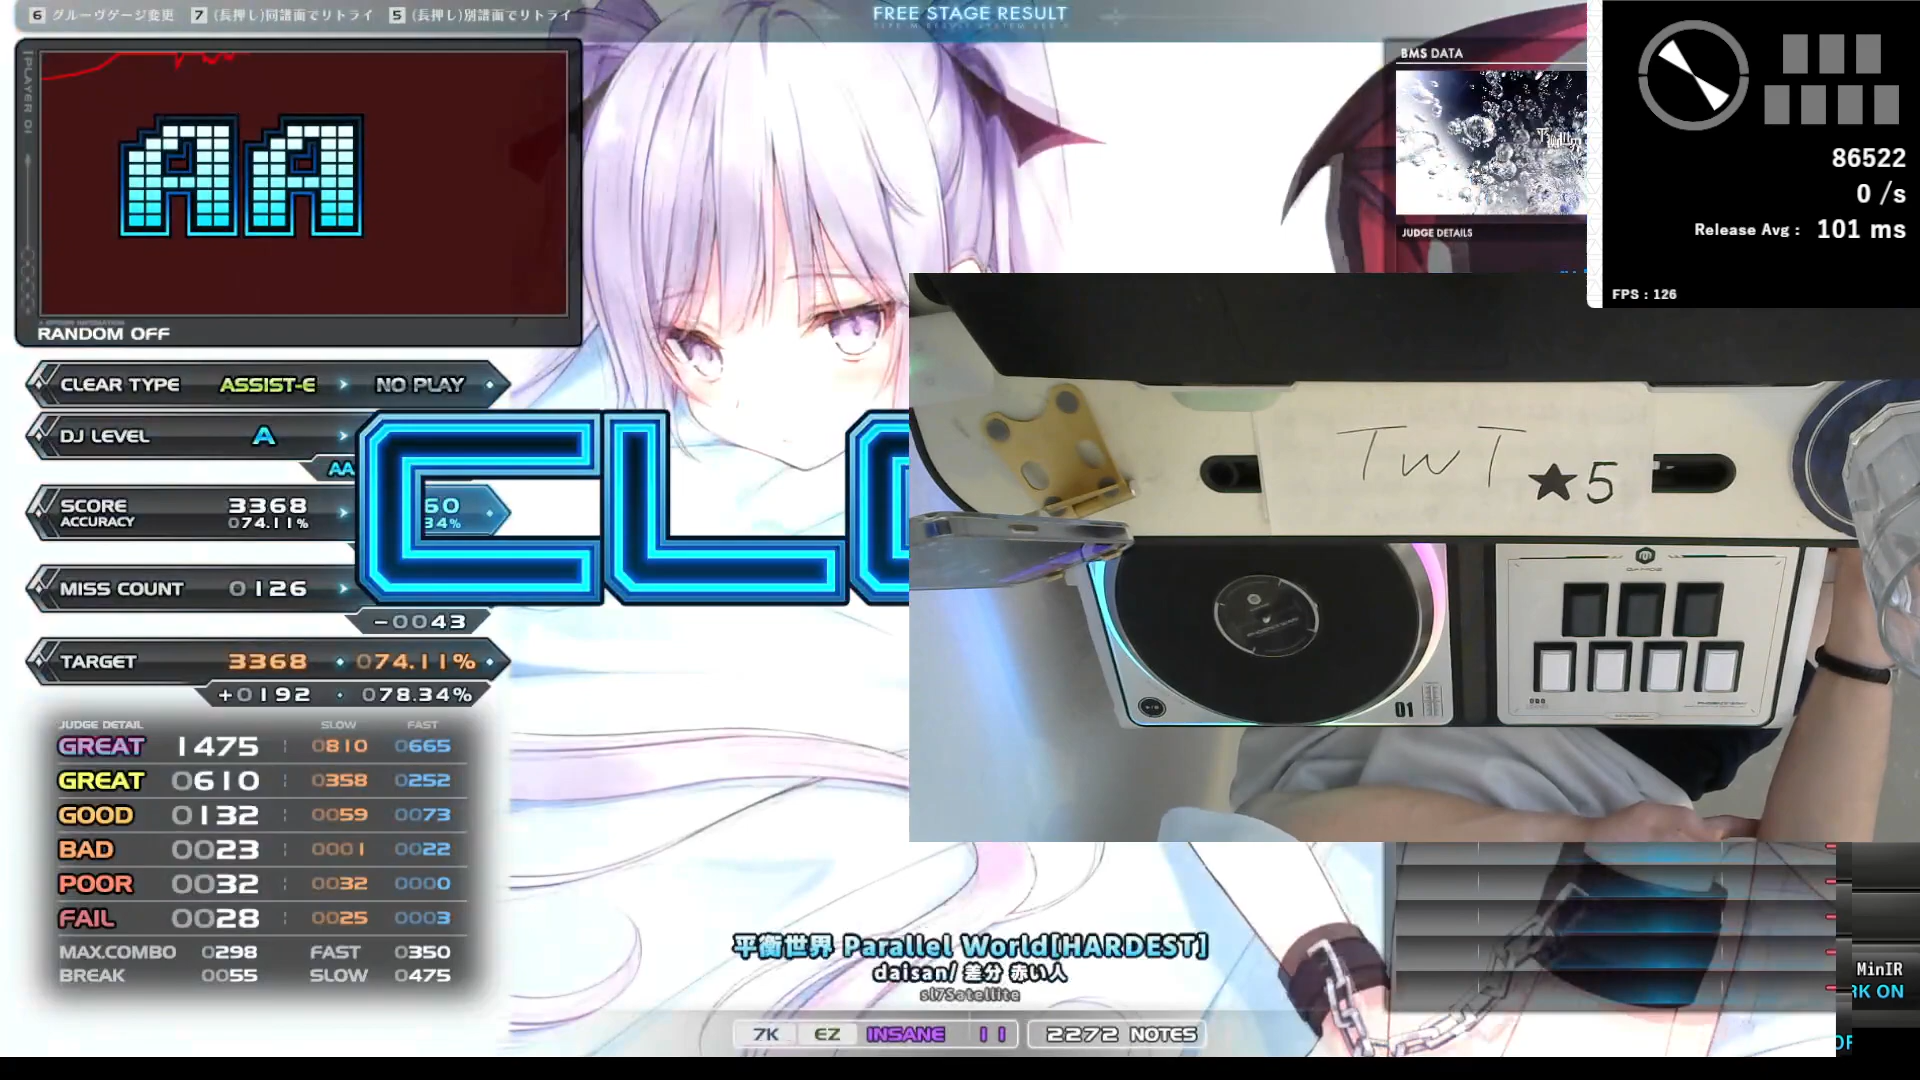 6 グルーヴゲージ変更 7 (長押し)同譜面でリトライ 5 (長押し)別譜面でリトライ
FREE STAGE RESULT
PLAYER 01
AA
RANDOM OFF
CLEAR TYPE ASSIST-E NO PLAY
DJ LEVEL A
AA
SCORE 3368 60
ACCURACY 074.11% 34%
MISS COUNT 0126
-0043
TARGET 3368 074.11%
+0192 078.34%
JUDGE DETAIL SLOW FAST
GREAT 1475 0810 0665
GREAT 0610 0358 0252
GOOD 0132 0059 0073
BAD 0023 0001 0022
POOR 0032 0032 0000
FAIL 0028 0025 0003
MAX.COMBO 0298 FAST 0350
BREAK 0055 SLOW 0475
CL
BMS DATA
JUDGE DETAILS
86522
0 /s
Release Avg : 101 ms
FPS : 126
TWT ★5
01
平衡世界 Parallel World[HARDEST]
daisan/ 差分 赤い人
sl7Satellite
7K EZ INSANE 11 2272 NOTES
MinIR
RK ON